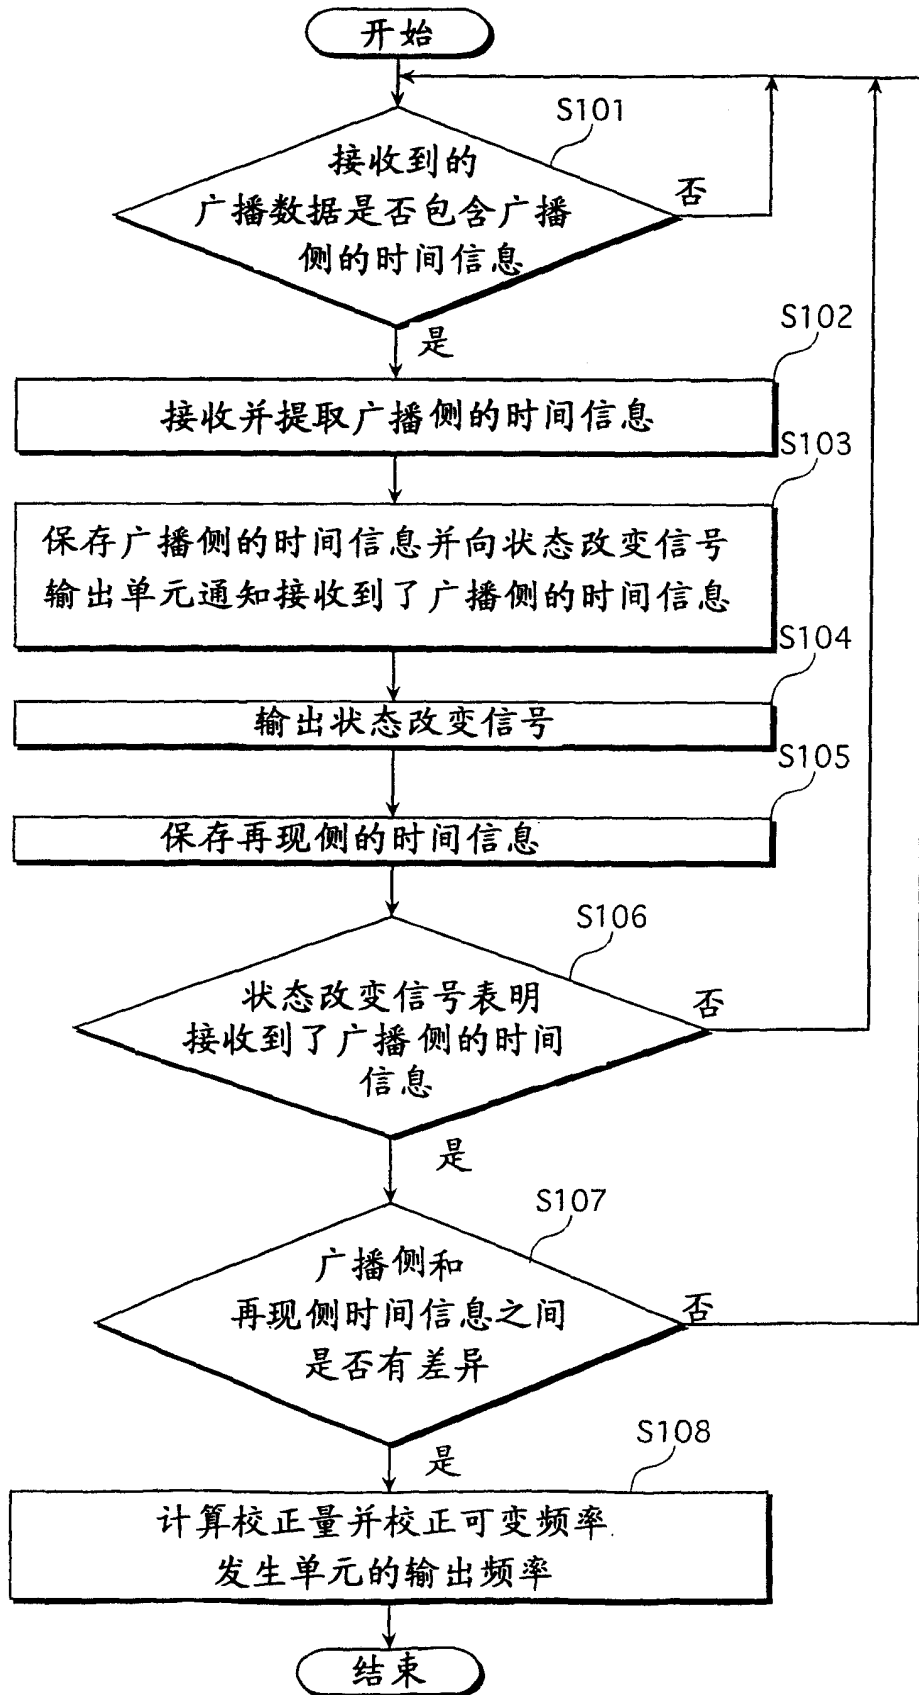 开始
S101
接收到的
广播数据是否包含广播
侧的时间信息
否
是
S102
接收并提取广播侧的时间信息
S103
保存广播侧的时间信息并向状态改变信号
输出单元通知接收到了广播侧的时间信息
S104
输出状态改变信号
S105
保存再现侧的时间信息
S106
状态改变信号表明
接收到了广播侧的时间
信息
否
是
S107
广播侧和
再现侧时间信息之间
是否有差异
否
是
S108
计算校正量并校正可变频率
发生单元的输出频率
结束